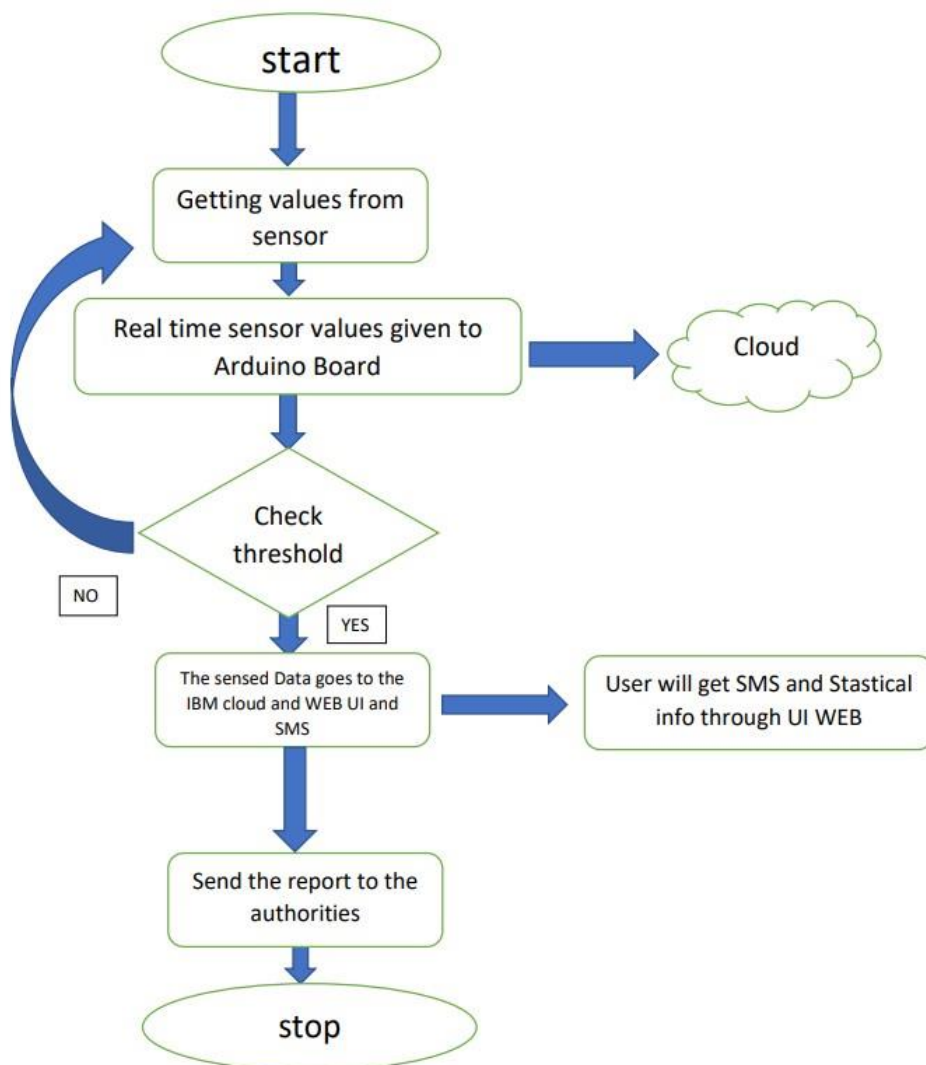 start
Getting values from
sensor
Real time sensor values given to
Arduino Board
Cloud
Check
threshold
NO
YES
The sensed Data goes to the
IBM cloud and WEB UI and
SMS
User will get SMS and Stastical
info through UI WEB
Send the report to the
authorities
stop